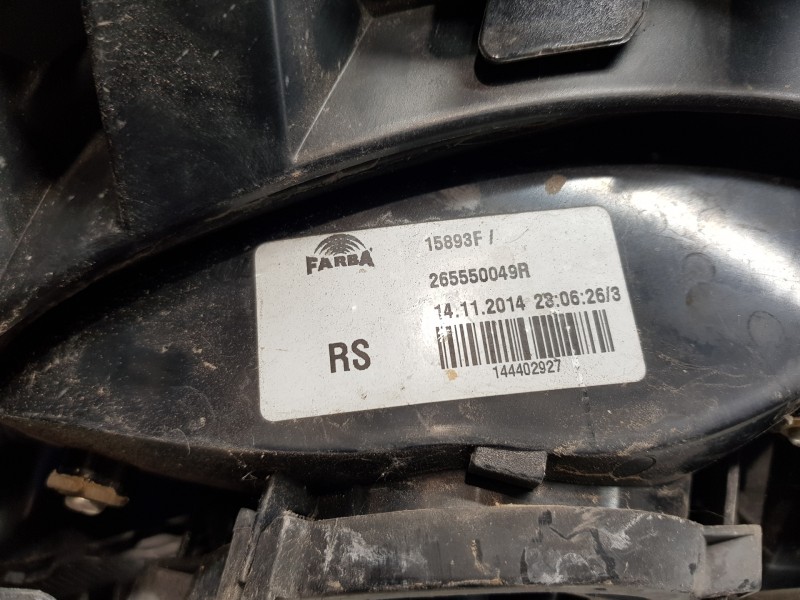 FARBA
15893F /
265550049R
14.11.2014 23:06:26/3
RS
144402927